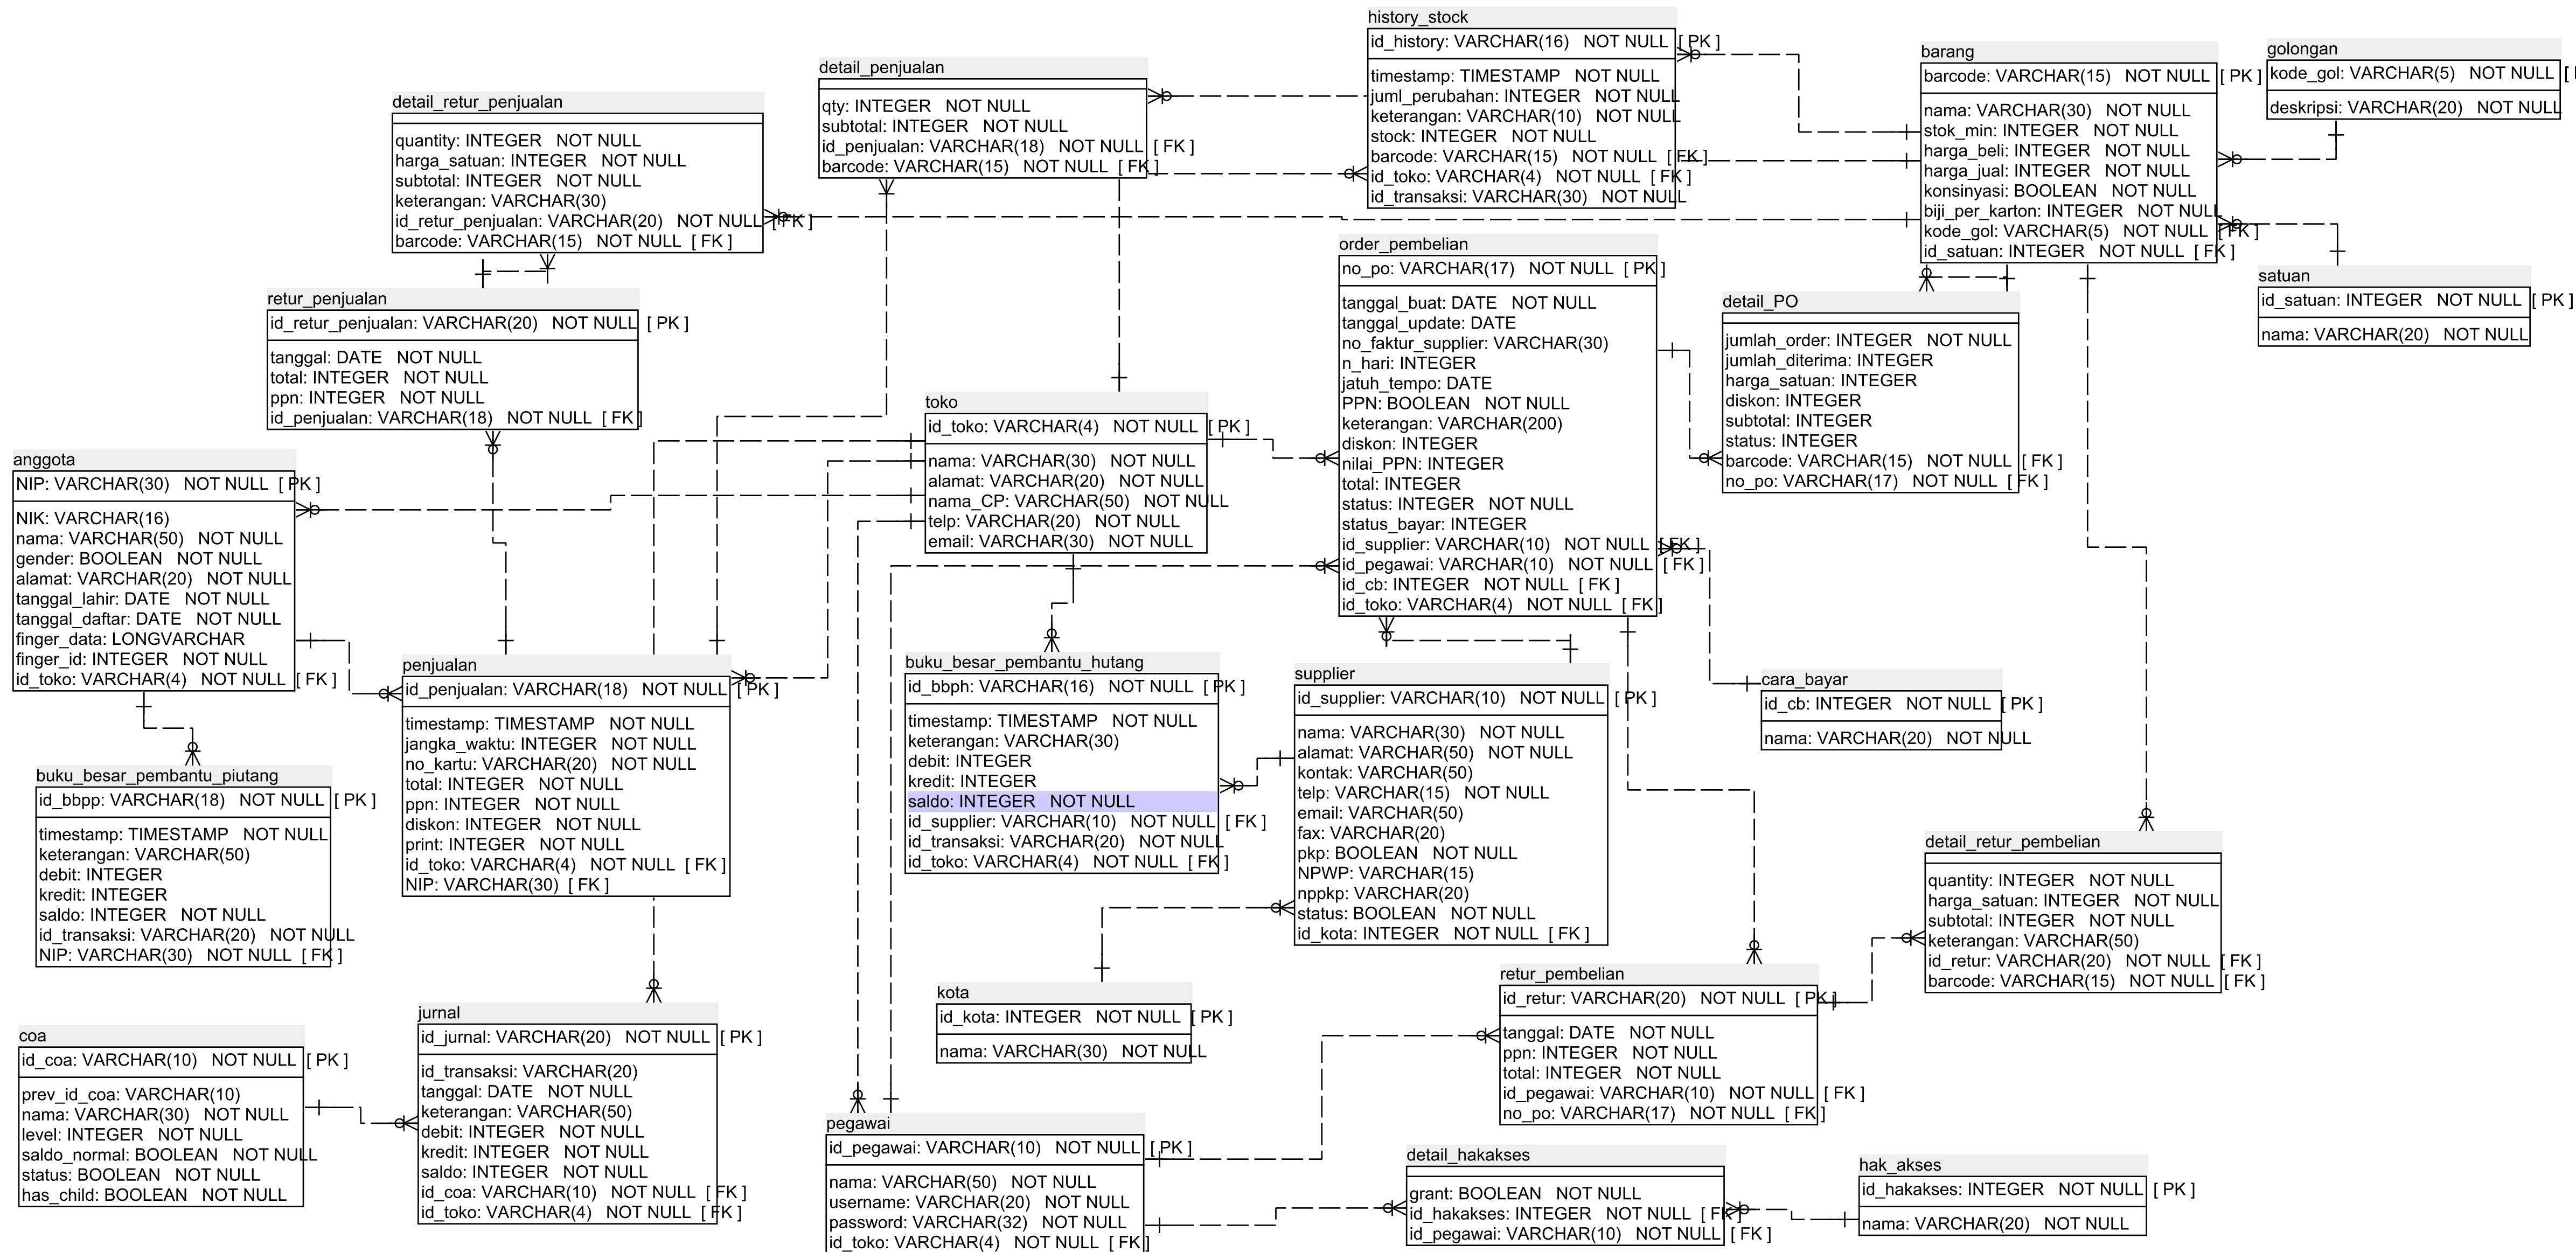 history_stock
id_history: VARCHAR(16)   NOT NULL   [ PK ]
timestamp: TIMESTAMP   NOT NULL
juml_perubahan: INTEGER   NOT NULL
keterangan: VARCHAR(10)   NOT NULL
stock: INTEGER   NOT NULL
barcode: VARCHAR(15)   NOT NULL  [ FK ]
id_toko: VARCHAR(4)   NOT NULL  [ FK ]
id_transaksi: VARCHAR(30)   NOT NULL
barang
barcode: VARCHAR(15)   NOT NULL   [ PK ]
nama: VARCHAR(30)   NOT NULL
stok_min: INTEGER   NOT NULL
harga_beli: INTEGER   NOT NULL
harga_jual: INTEGER   NOT NULL
konsinyasi: BOOLEAN   NOT NULL
biji_per_karton: INTEGER   NOT NULL
kode_gol: VARCHAR(5)   NOT NULL  [ FK ]
id_satuan: INTEGER   NOT NULL  [ FK ]
golongan
kode_gol: VARCHAR(5)   NOT NULL   [
deskripsi: VARCHAR(20)   NOT NULL
detail_penjualan
qty: INTEGER   NOT NULL
subtotal: INTEGER   NOT NULL
id_penjualan: VARCHAR(18)   NOT NULL  [ FK ]
barcode: VARCHAR(15)   NOT NULL  [ FK ]
detail_retur_penjualan
quantity: INTEGER   NOT NULL
harga_satuan: INTEGER   NOT NULL
subtotal: INTEGER   NOT NULL
keterangan: VARCHAR(30)
id_retur_penjualan: VARCHAR(20)   NOT NULL  [ FK ]
barcode: VARCHAR(15)   NOT NULL  [ FK ]
order_pembelian
no_po: VARCHAR(17)   NOT NULL  [ PK ]
tanggal_buat: DATE   NOT NULL
tanggal_update: DATE
no_faktur_supplier: VARCHAR(30)
n_hari: INTEGER
jatuh_tempo: DATE
PPN: BOOLEAN   NOT NULL
keterangan: VARCHAR(200)
diskon: INTEGER
nilai_PPN: INTEGER
total: INTEGER
status: INTEGER   NOT NULL
status_bayar: INTEGER
id_supplier: VARCHAR(10)   NOT NULL  [ FK ]
id_pegawai: VARCHAR(10)   NOT NULL  [ FK ]
id_cb: INTEGER   NOT NULL  [ FK ]
id_toko: VARCHAR(4)   NOT NULL  [ FK ]
satuan
id_satuan: INTEGER   NOT NULL   [ PK ]
nama: VARCHAR(20)   NOT NULL
retur_penjualan
id_retur_penjualan: VARCHAR(20)   NOT NULL   [ PK ]
tanggal: DATE   NOT NULL
total: INTEGER   NOT NULL
ppn: INTEGER   NOT NULL
id_penjualan: VARCHAR(18)   NOT NULL  [ FK ]
detail_PO
jumlah_order: INTEGER   NOT NULL
jumlah_diterima: INTEGER
harga_satuan: INTEGER
diskon: INTEGER
subtotal: INTEGER
status: INTEGER
barcode: VARCHAR(15)   NOT NULL  [ FK ]
no_po: VARCHAR(17)   NOT NULL  [ FK ]
toko
id_toko: VARCHAR(4)   NOT NULL   [ PK ]
nama: VARCHAR(30)   NOT NULL
alamat: VARCHAR(20)   NOT NULL
nama_CP: VARCHAR(50)   NOT NULL
telp: VARCHAR(20)   NOT NULL
email: VARCHAR(30)   NOT NULL
anggota
NIP: VARCHAR(30)   NOT NULL  [ PK ]
NIK: VARCHAR(16)
nama: VARCHAR(50)   NOT NULL
gender: BOOLEAN   NOT NULL
alamat: VARCHAR(20)   NOT NULL
tanggal_lahir: DATE   NOT NULL
tanggal_daftar: DATE   NOT NULL
finger_data: LONGVARCHAR
finger_id: INTEGER   NOT NULL
id_toko: VARCHAR(4)   NOT NULL  [ FK ]
penjualan
id_penjualan: VARCHAR(18)   NOT NULL   [ PK ]
timestamp: TIMESTAMP   NOT NULL
jangka_waktu: INTEGER   NOT NULL
no_kartu: VARCHAR(20)   NOT NULL
total: INTEGER   NOT NULL
ppn: INTEGER   NOT NULL
diskon: INTEGER   NOT NULL
print: INTEGER   NOT NULL
id_toko: VARCHAR(4)   NOT NULL  [ FK ]
NIP: VARCHAR(30)  [ FK ]
buku_besar_pembantu_hutang
id_bbph: VARCHAR(16)   NOT NULL  [ PK ]
timestamp: TIMESTAMP   NOT NULL
keterangan: VARCHAR(30)
debit: INTEGER
kredit: INTEGER
saldo: INTEGER   NOT NULL
id_supplier: VARCHAR(10)   NOT NULL  [ FK ]
id_transaksi: VARCHAR(20)   NOT NULL
id_toko: VARCHAR(4)   NOT NULL  [ FK ]
supplier
id_supplier: VARCHAR(10)   NOT NULL   [ PK ]
nama: VARCHAR(30)   NOT NULL
alamat: VARCHAR(50)   NOT NULL
kontak: VARCHAR(50)
telp: VARCHAR(15)   NOT NULL
email: VARCHAR(50)
fax: VARCHAR(20)
pkp: BOOLEAN   NOT NULL
NPWP: VARCHAR(15)
nppkp: VARCHAR(20)
status: BOOLEAN   NOT NULL
id_kota: INTEGER   NOT NULL  [ FK ]
cara_bayar
id_cb: INTEGER   NOT NULL  [ PK ]
nama: VARCHAR(20)   NOT NULL
buku_besar_pembantu_piutang
id_bbpp: VARCHAR(18)   NOT NULL  [ PK ]
timestamp: TIMESTAMP   NOT NULL
keterangan: VARCHAR(50)
debit: INTEGER
kredit: INTEGER
saldo: INTEGER   NOT NULL
id_transaksi: VARCHAR(20)   NOT NULL
NIP: VARCHAR(30)   NOT NULL  [ FK ]
detail_retur_pembelian
quantity: INTEGER   NOT NULL
harga_satuan: INTEGER   NOT NULL
subtotal: INTEGER   NOT NULL
keterangan: VARCHAR(50)
id_retur: VARCHAR(20)   NOT NULL  [ FK ]
barcode: VARCHAR(15)   NOT NULL  [ FK ]
retur_pembelian
id_retur: VARCHAR(20)   NOT NULL  [ PK ]
tanggal: DATE   NOT NULL
ppn: INTEGER   NOT NULL
total: INTEGER   NOT NULL
id_pegawai: VARCHAR(10)   NOT NULL  [ FK ]
no_po: VARCHAR(17)   NOT NULL  [ FK ]
kota
id_kota: INTEGER   NOT NULL   [ PK ]
nama: VARCHAR(30)   NOT NULL
jurnal
id_jurnal: VARCHAR(20)   NOT NULL  [ PK ]
id_transaksi: VARCHAR(20)
tanggal: DATE   NOT NULL
keterangan: VARCHAR(50)
debit: INTEGER   NOT NULL
kredit: INTEGER   NOT NULL
saldo: INTEGER   NOT NULL
id_coa: VARCHAR(10)   NOT NULL  [ FK ]
id_toko: VARCHAR(4)   NOT NULL  [ FK ]
coa
id_coa: VARCHAR(10)   NOT NULL  [ PK ]
prev_id_coa: VARCHAR(10)
nama: VARCHAR(30)   NOT NULL
level: INTEGER   NOT NULL
saldo_normal: BOOLEAN   NOT NULL
status: BOOLEAN   NOT NULL
has_child: BOOLEAN   NOT NULL
pegawai
id_pegawai: VARCHAR(10)   NOT NULL   [ PK ]
nama: VARCHAR(50)   NOT NULL
username: VARCHAR(20)   NOT NULL
password: VARCHAR(32)   NOT NULL
id_toko: VARCHAR(4)   NOT NULL  [ FK ]
detail_hakakses
grant: BOOLEAN   NOT NULL
id_hakakses: INTEGER   NOT NULL  [ FK ]
id_pegawai: VARCHAR(10)   NOT NULL  [ FK ]
hak_akses
id_hakakses: INTEGER   NOT NULL  [ PK ]
nama: VARCHAR(20)   NOT NULL